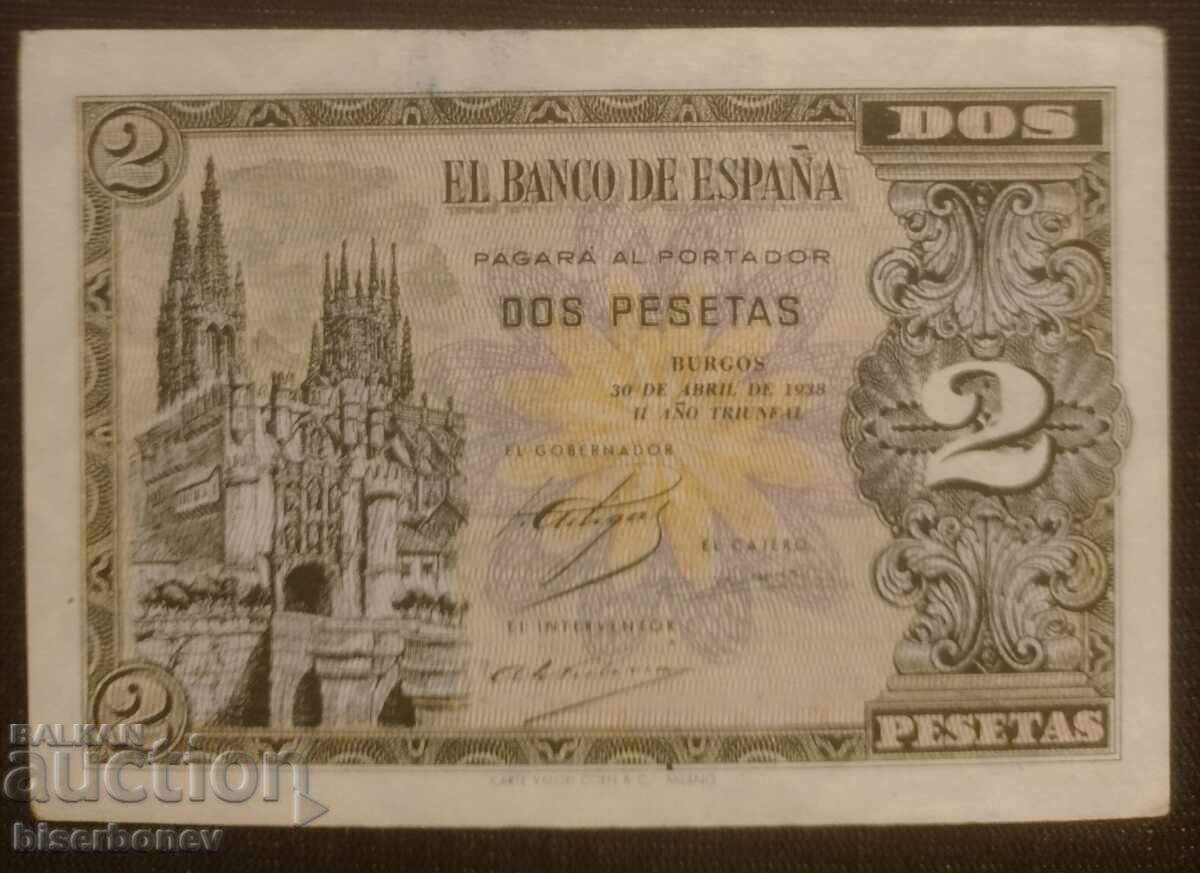 2
DOS
EL BANCO DE ESPAÑA
PAGARÁ AL PORTADOR
DOS PESETAS
BURGOS
30 DE ABRIL DE 1938
II AÑO TRIUNFAL
EL GOBERNADOR
2
EL CAJERO
EL INTERVENTOR
2
PESETAS
& C. MILANO
BALKAN
auction
biserbonev